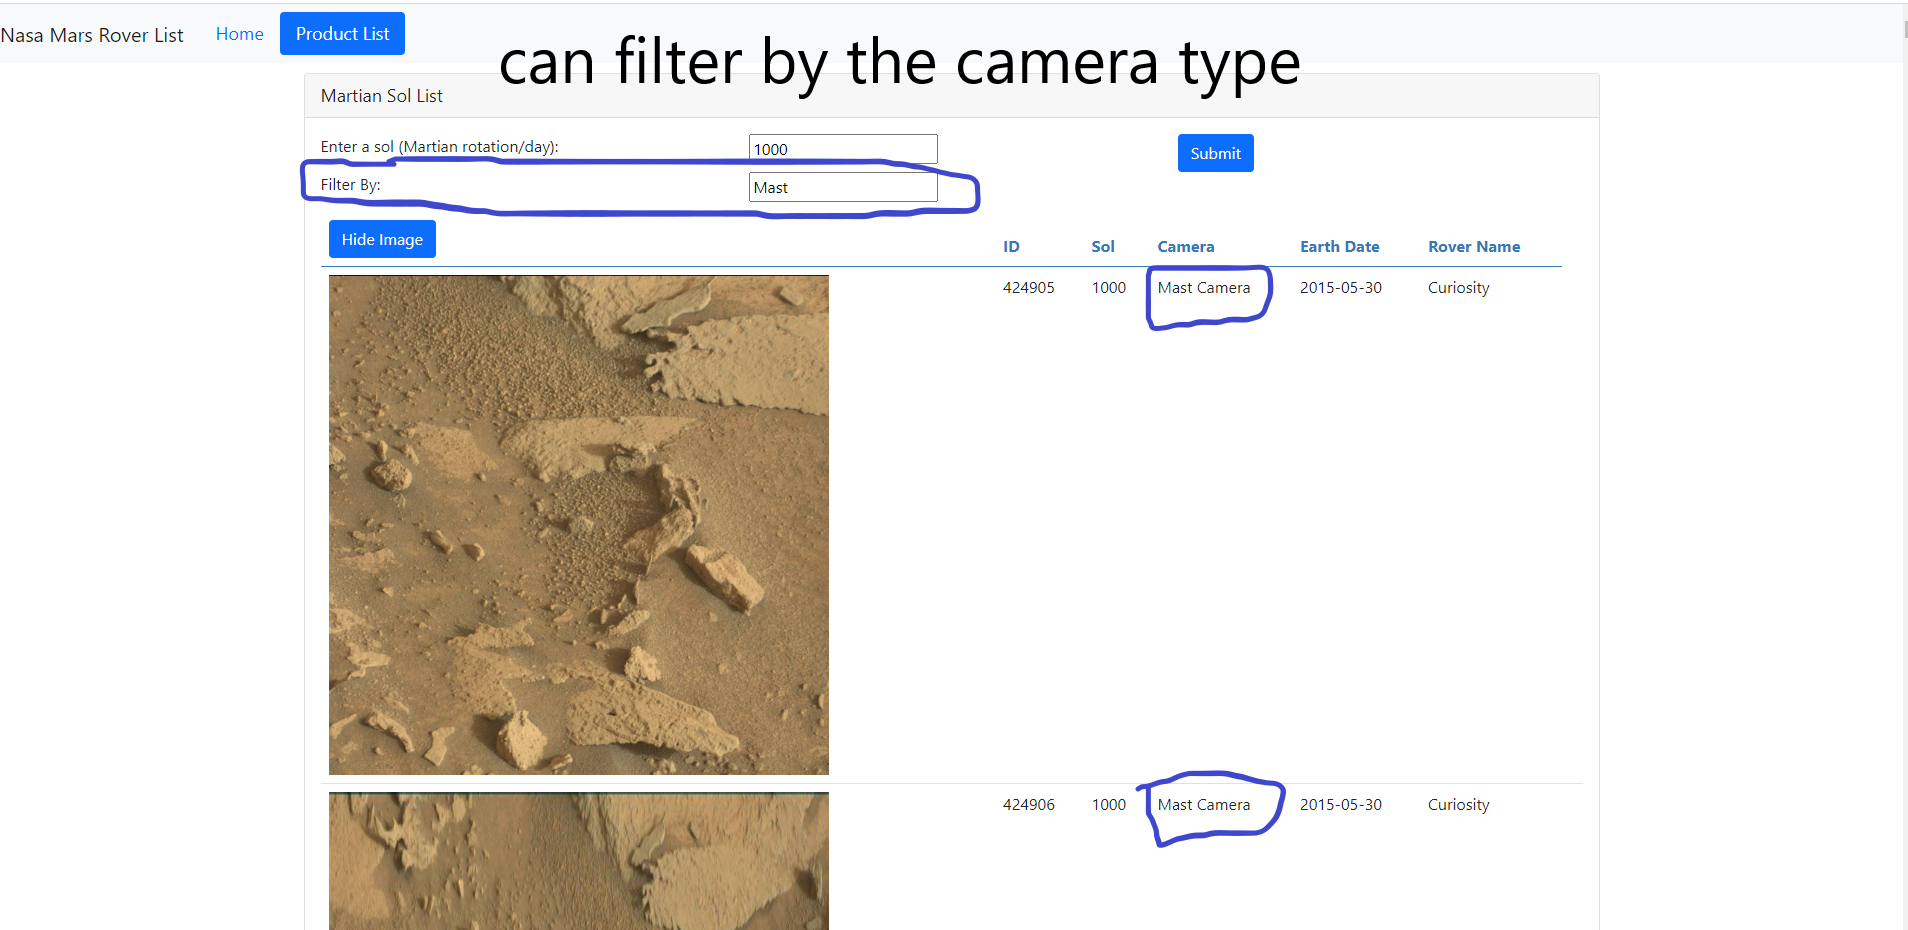 Nasa Mars Rover List Home Product List
can filter by the camera type
Martian Sol List
Enter a sol (Martian rotation/day): 1000 Submit
Filter By: Mast
Hide Image ID Sol Camera Earth Date Rover Name
424905 1000 Mast Camera 2015-05-30 Curiosity
424906 1000 Mast Camera 2015-05-30 Curiosity